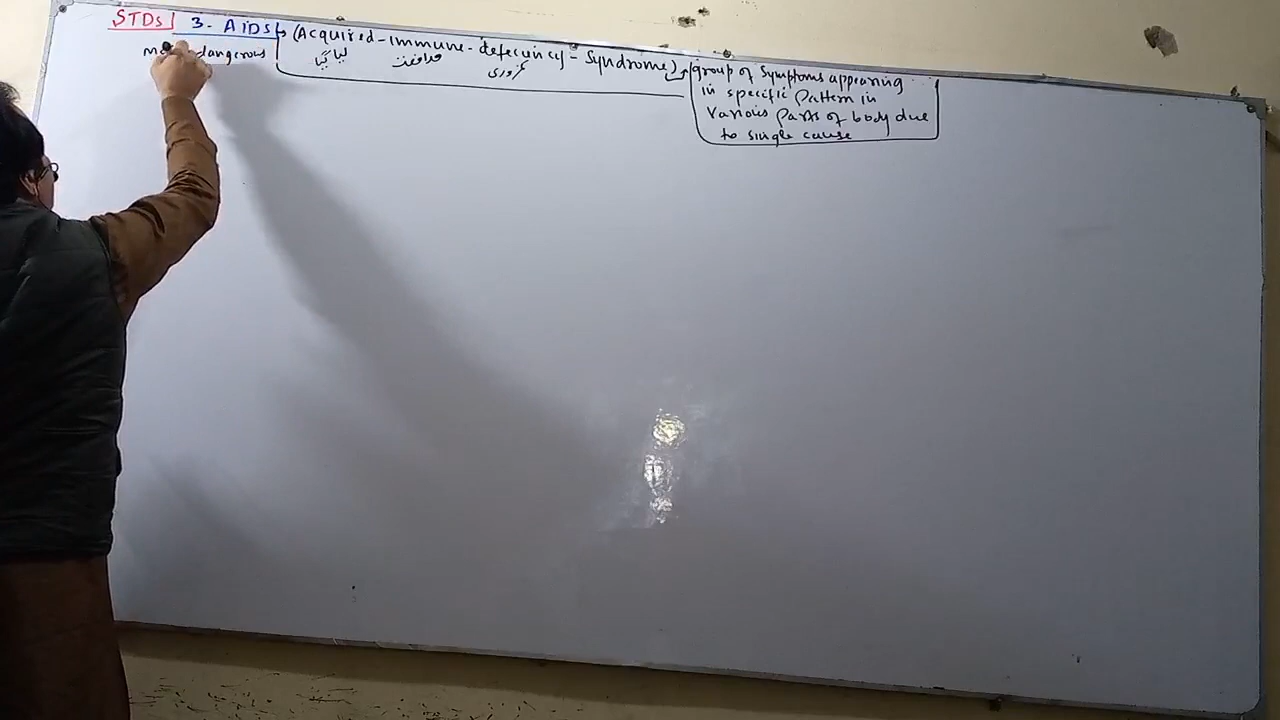 STDs 3. AIDS → (Acquired - immune - defeciency - Syndrome)
لیا گیا مدافعت کمزوری
dangerous
group of Symptoms appearing
in specific pattern in
various parts of body due
to single cause